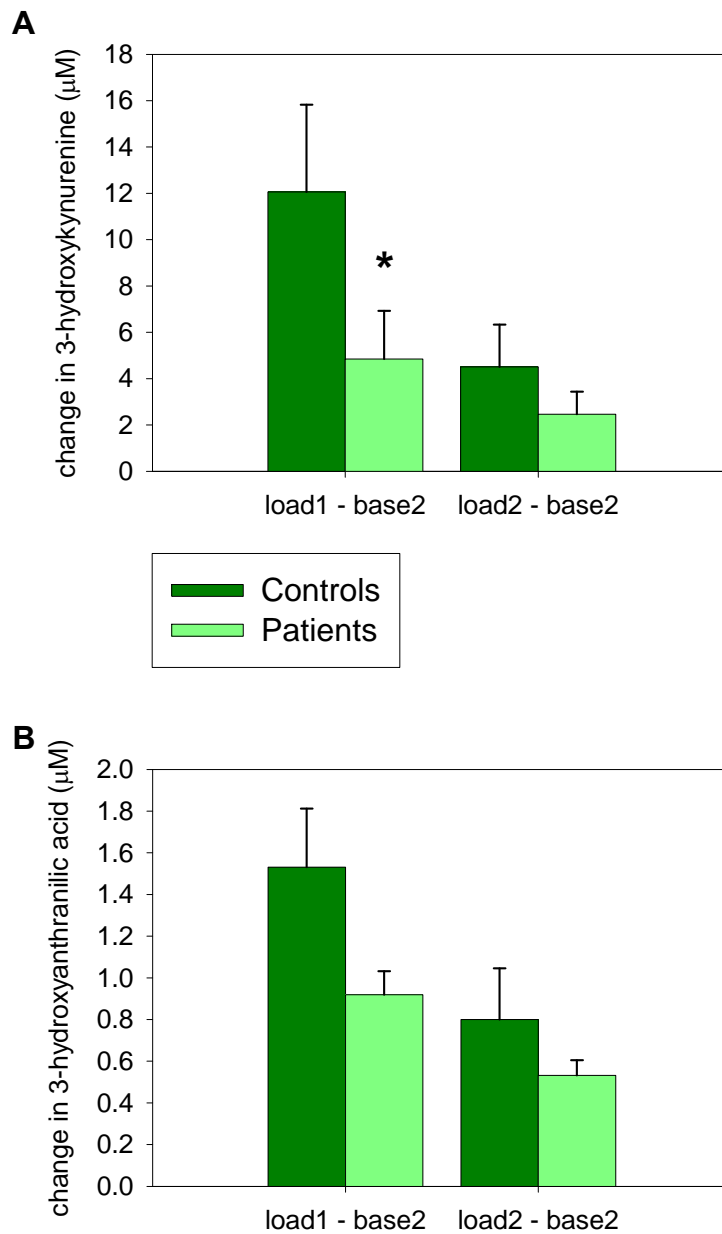 A
change in 3-hydroxykynurenine (μM)
18
16
14
12
10
8
6
4
2
0
*
load1 - base2 load2 - base2
Controls
Patients
B
change in 3-hydroxyanthranilic acid (μM)
2.0
1.8
1.6
1.4
1.2
1.0
0.8
0.6
0.4
0.2
0.0
load1 - base2 load2 - base2